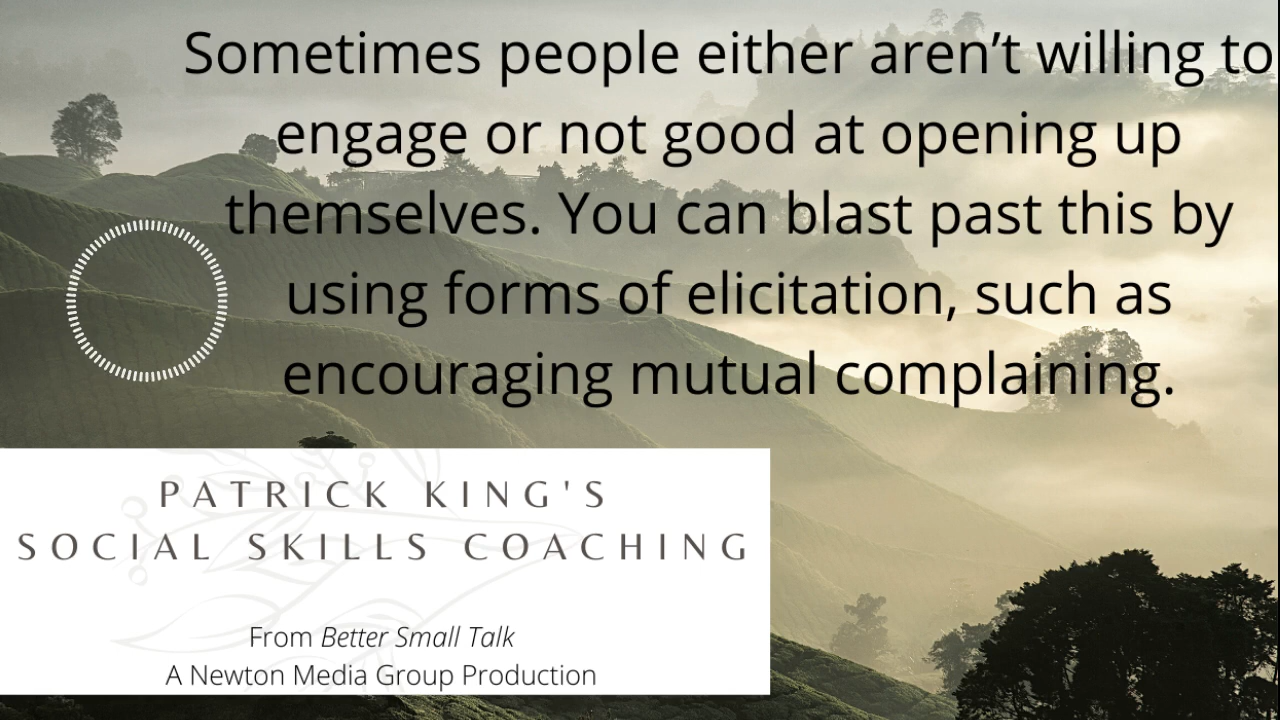 Sometimes people either aren’t willing to
engage or not good at opening up
themselves. You can blast past this by
using forms of elicitation, such as
encouraging mutual complaining.
PATRICK KING'S
SOCIAL SKILLS COACHING
From Better Small Talk
A Newton Media Group Production